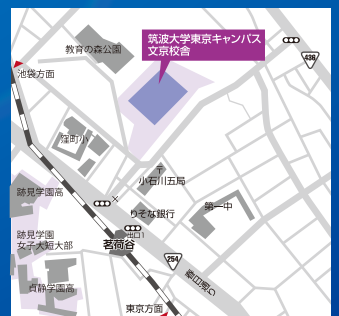 筑波大学東京キャンパス
文京校舎
436
教育の森公園
池袋方面
窪町小
小石川五局
跡見学園高
りそな銀行
第一中
出口1
茗荷谷
跡見学園
女子大短大部
254
春日通り
貞静学園高
東京方面